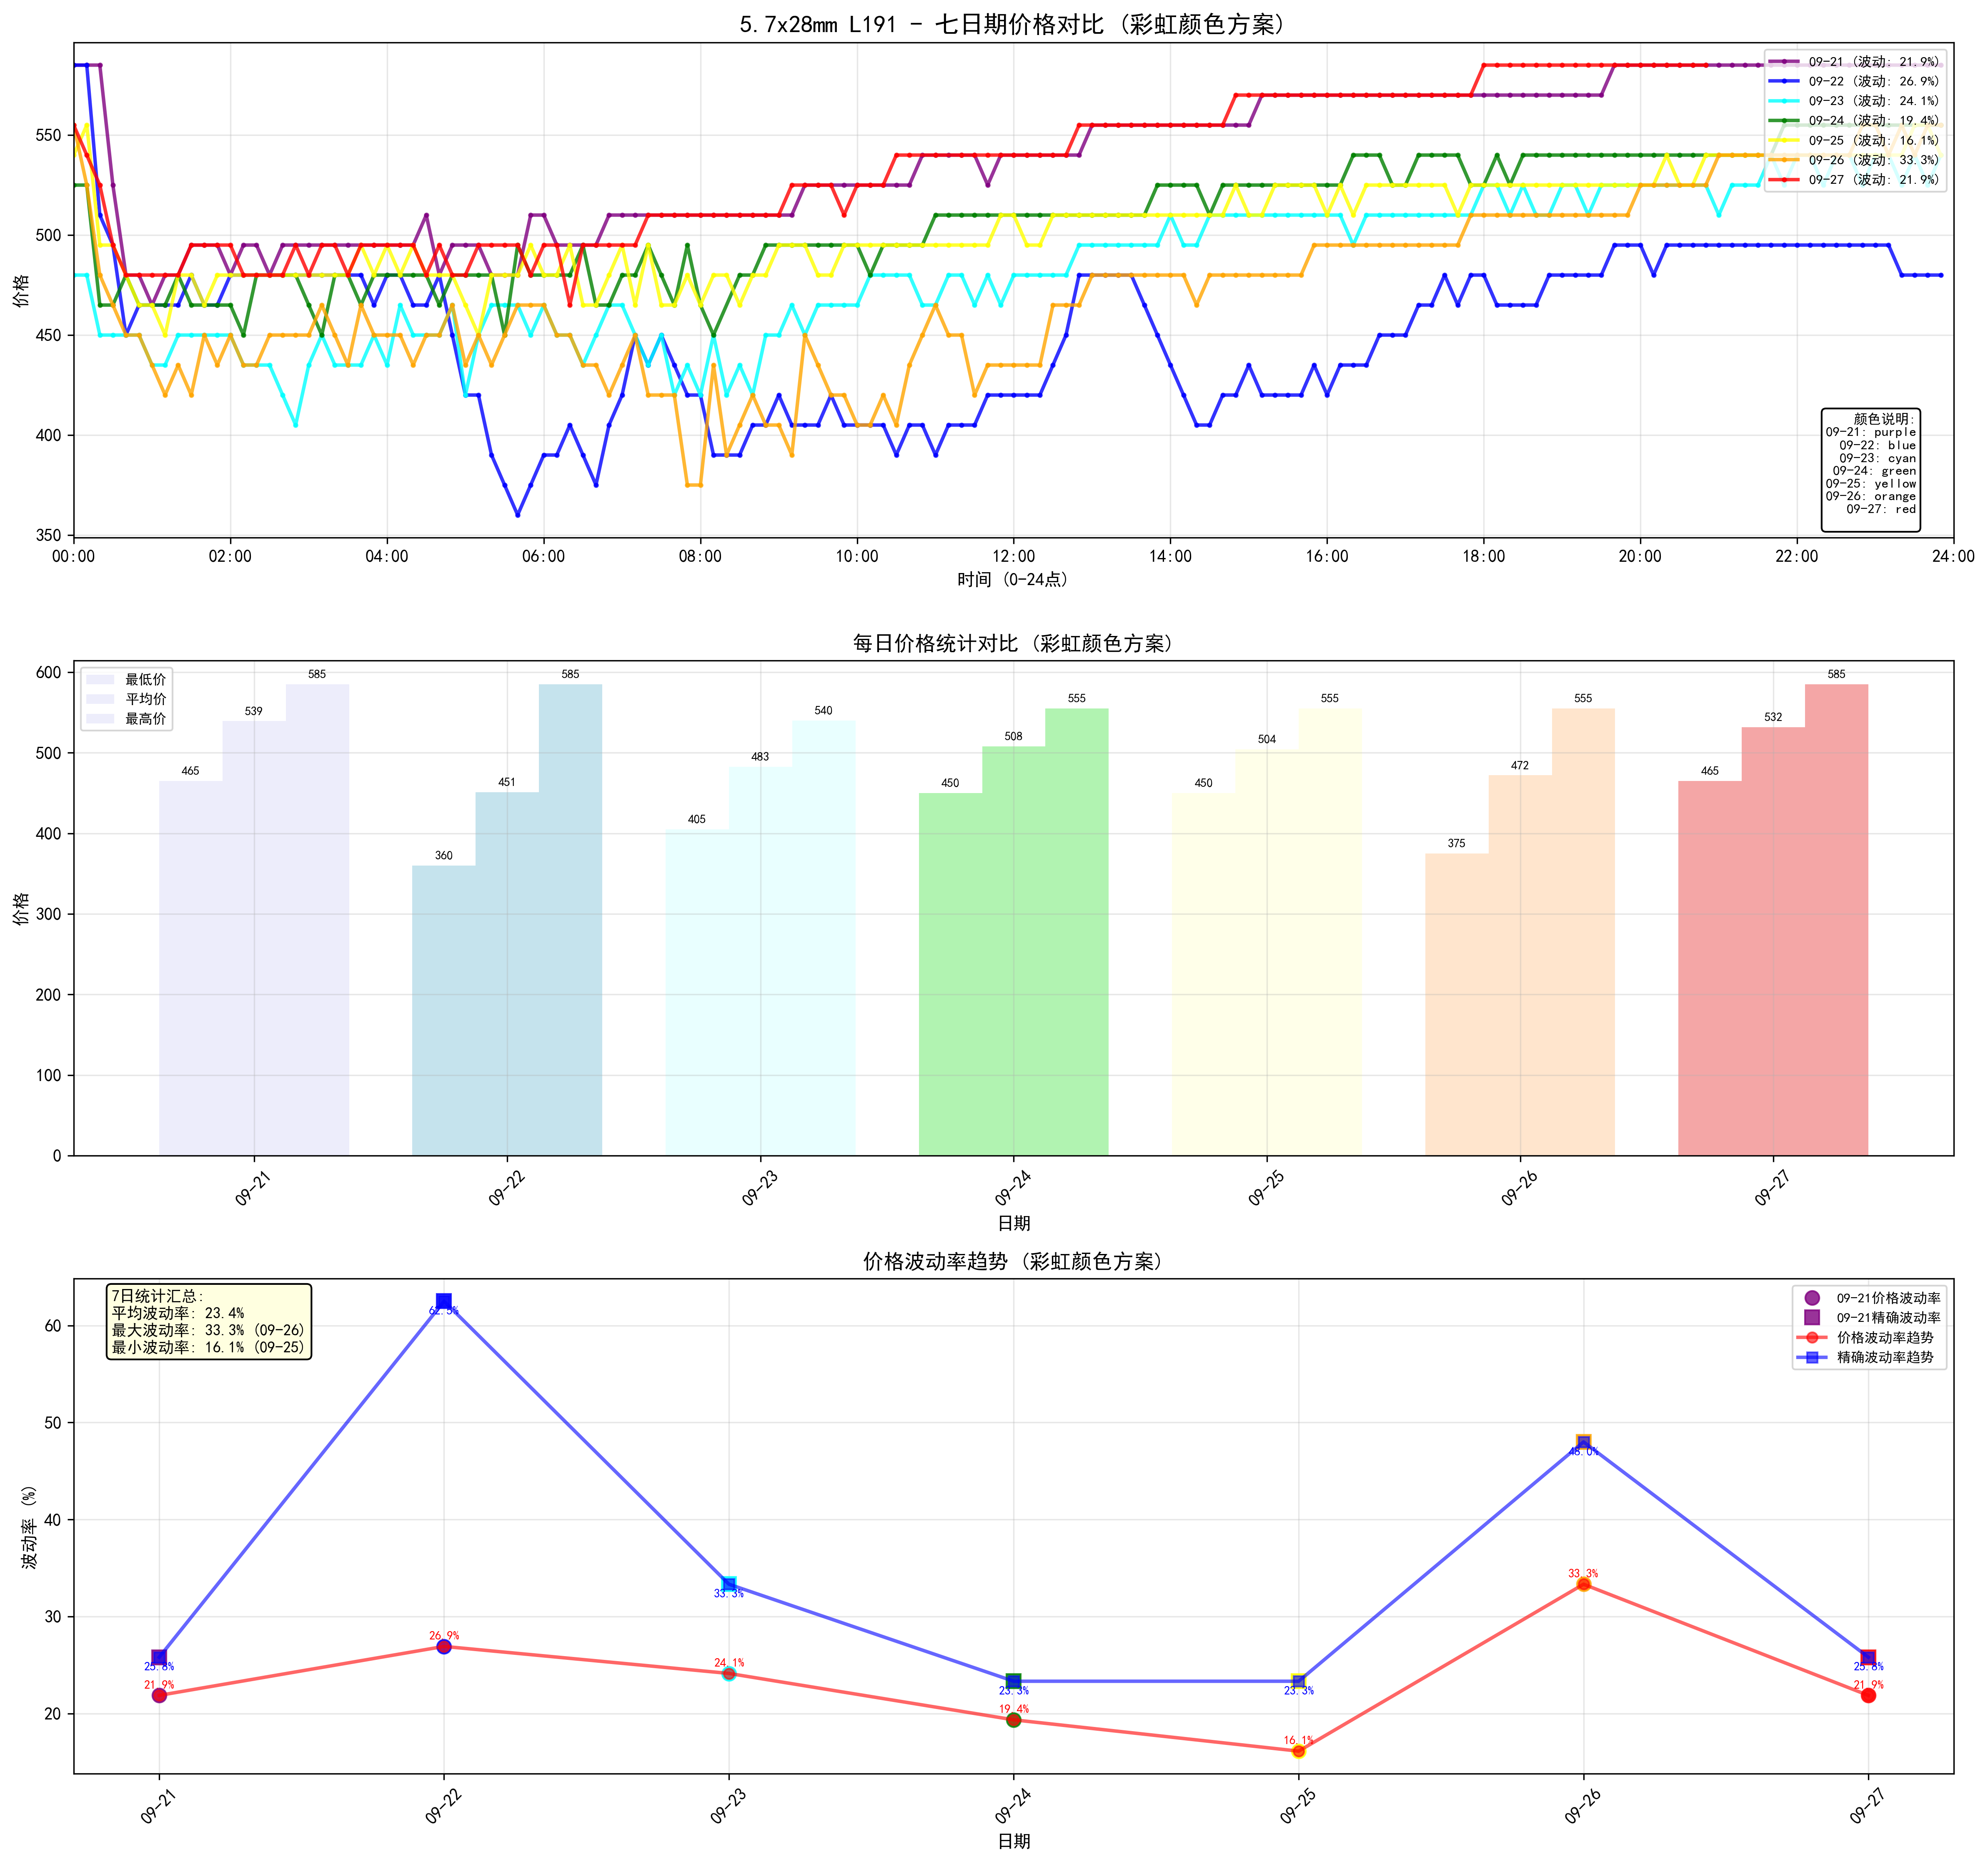 5.7x28mm L191 - 七日期价格对比 (彩虹颜色方案)
价格
550
500
450
400
350
09-21 (波动: 21.9%)
09-22 (波动: 26.9%)
09-23 (波动: 24.1%)
09-24 (波动: 19.4%)
09-25 (波动: 16.1%)
09-26 (波动: 33.3%)
09-27 (波动: 21.9%)
颜色说明:
09-21: purple
09-22: blue
09-23: cyan
09-24: green
09-25: yellow
09-26: orange
09-27: red
00:00 02:00 04:00 06:00 08:00 10:00 12:00 14:00 16:00 18:00 20:00 22:00 24:00
时间 (0-24点)
每日价格统计对比 (彩虹颜色方案)
价格
600
500
400
300
200
100
0
最低价
平均价
最高价
465 539 585
360 451 585
405 483 540
450 508 555
450 504 555
375 472 555
465 532 585
09-21 09-22 09-23 09-24 09-25 09-26 09-27
日期
价格波动率趋势 (彩虹颜色方案)
波动率 (%)
60
50
40
30
20
7日统计汇总:
平均波动率: 23.4%
最大波动率: 33.3% (09-26)
最小波动率: 16.1% (09-25)
09-21价格波动率
09-21精确波动率
价格波动率趋势
精确波动率趋势
25.8% 62.5% 33.3% 23.3% 23.3% 48.0% 25.8%
21.9% 26.9% 24.1% 19.4% 16.1% 33.3% 21.9%
09-21 09-22 09-23 09-24 09-25 09-26 09-27
日期